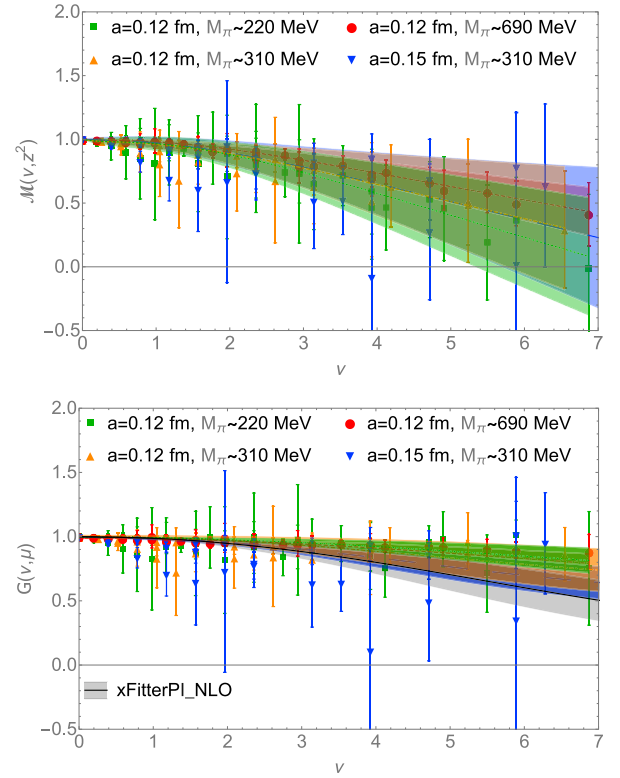 2.0
a=0.12 fm, Mπ~220 MeV
a=0.12 fm, Mπ~690 MeV
a=0.12 fm, Mπ~310 MeV
a=0.15 fm, Mπ~310 MeV
1.5
1.0
0.5
0.0
-0.5
ℳ(ν,z²)
0 1 2 3 4 5 6 7
ν
2.0
a=0.12 fm, Mπ~220 MeV
a=0.12 fm, Mπ~690 MeV
a=0.12 fm, Mπ~310 MeV
a=0.15 fm, Mπ~310 MeV
1.5
1.0
0.5
0.0
-0.5
G(ν,μ)
xFitterPI_NLO
0 1 2 3 4 5 6 7
ν